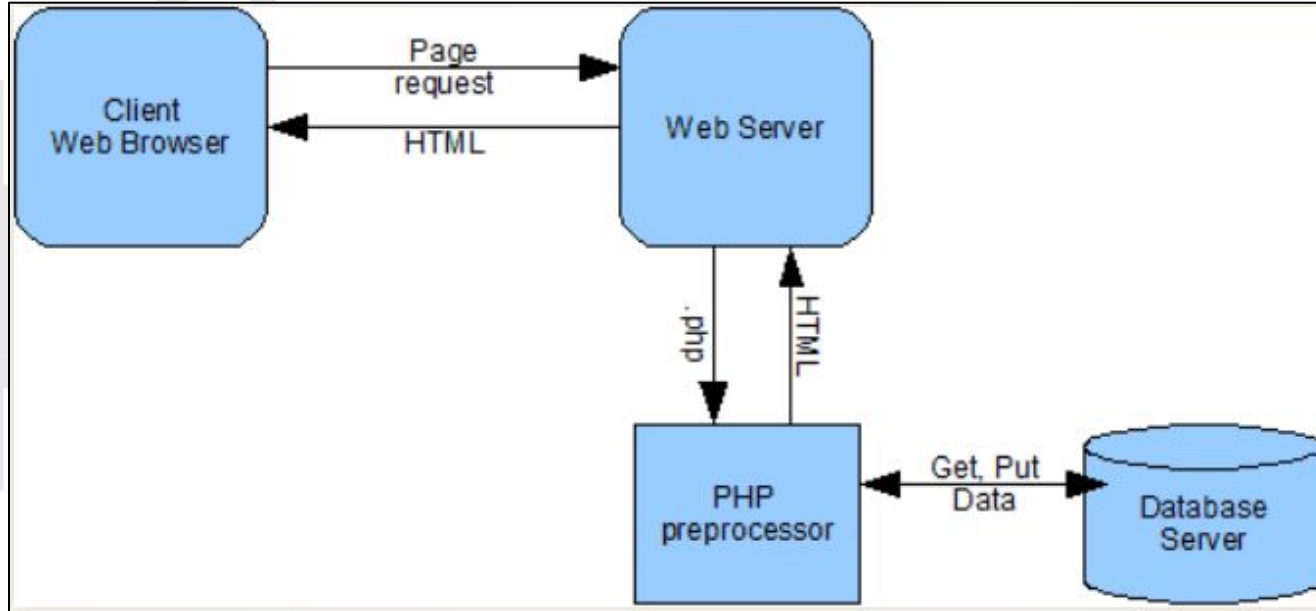 Client
Web Browser
Page
request
HTML
Web Server
.php
HTML
PHP
preprocessor
Get, Put
Data
Database
Server